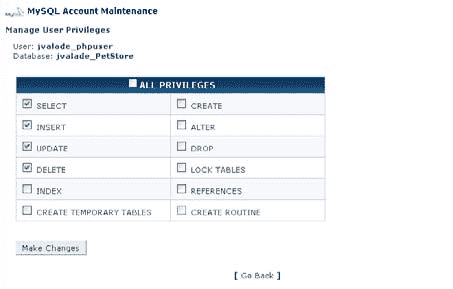 MySQL Account Maintenance
Manage User Privileges
User: jvalade_phpuser
Database: jvalade_PetStore
ALL PRIVILEGES
SELECT CREATE
INSERT ALTER
UPDATE DROP
DELETE LOCK TABLES
INDEX REFERENCES
CREATE TEMPORARY TABLES CREATE ROUTINE
Make Changes
[ Go Back ]